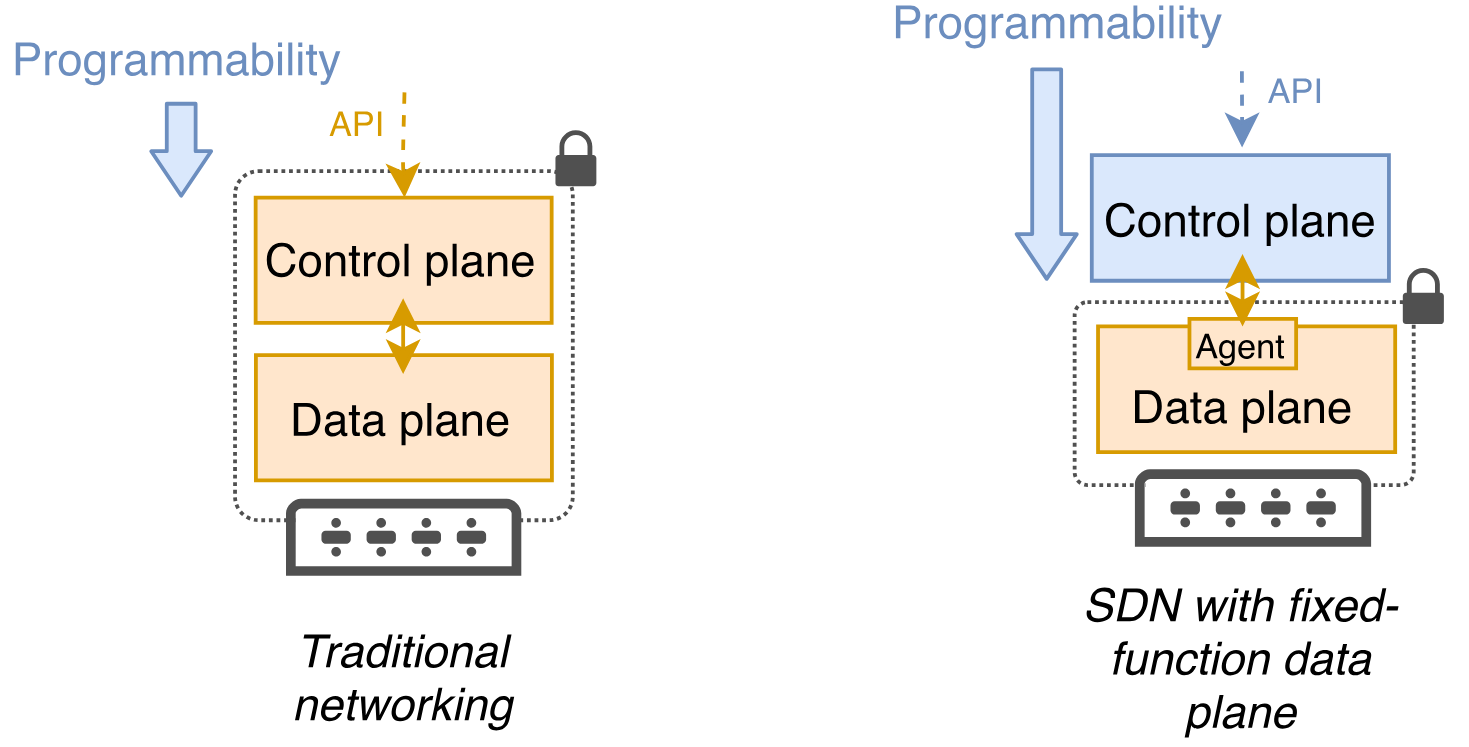 Programmability
API
Control plane
Data plane
Traditional
networking
Programmability
API
Control plane
Agent
Data plane
SDN with fixed-
function data
plane